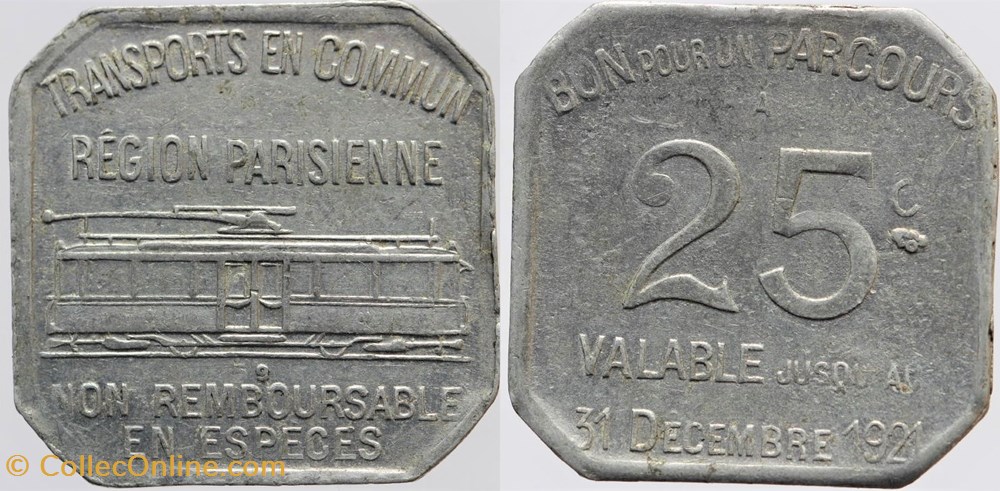 TRANSPORTS EN COMMUN
RÉGION PARISIENNE
9
NON REMBOURSABLE
EN ESPECES
BON POUR UN PARCOURS
A
25 C
VALABLE JUSQU'AU
31 DECEMBRE 1921
© CollecOnline.com